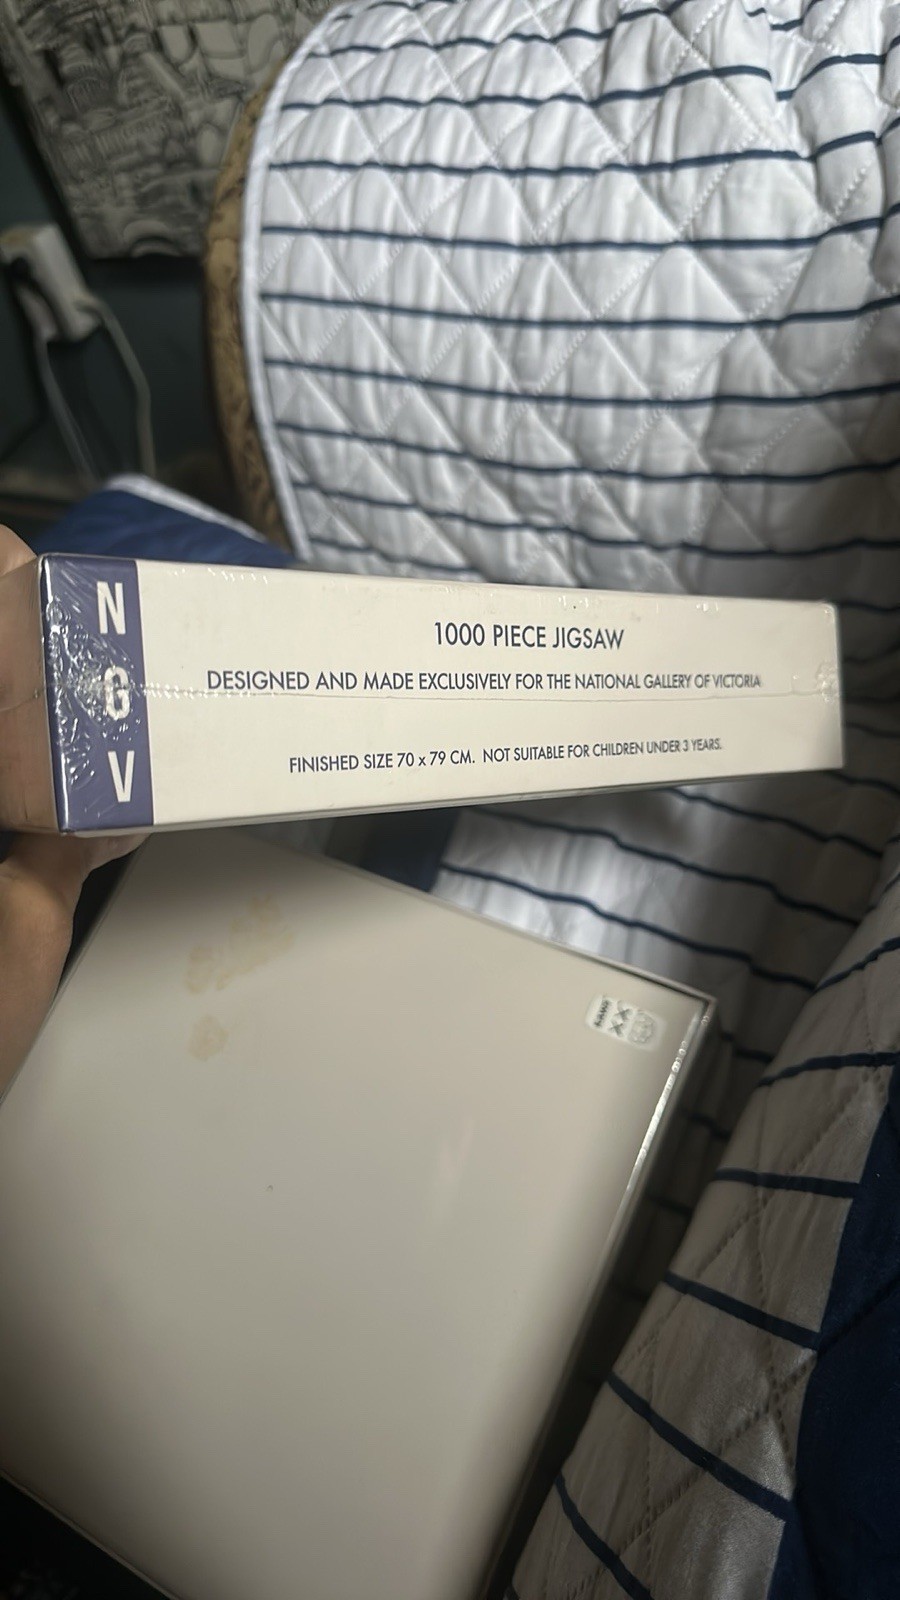 N
G
V
1000 PIECE JIGSAW
DESIGNED AND MADE EXCLUSIVELY FOR THE NATIONAL GALLERY OF VICTORIA
FINISHED SIZE 70 x 79 CM. NOT SUITABLE FOR CHILDREN UNDER 3 YEARS.